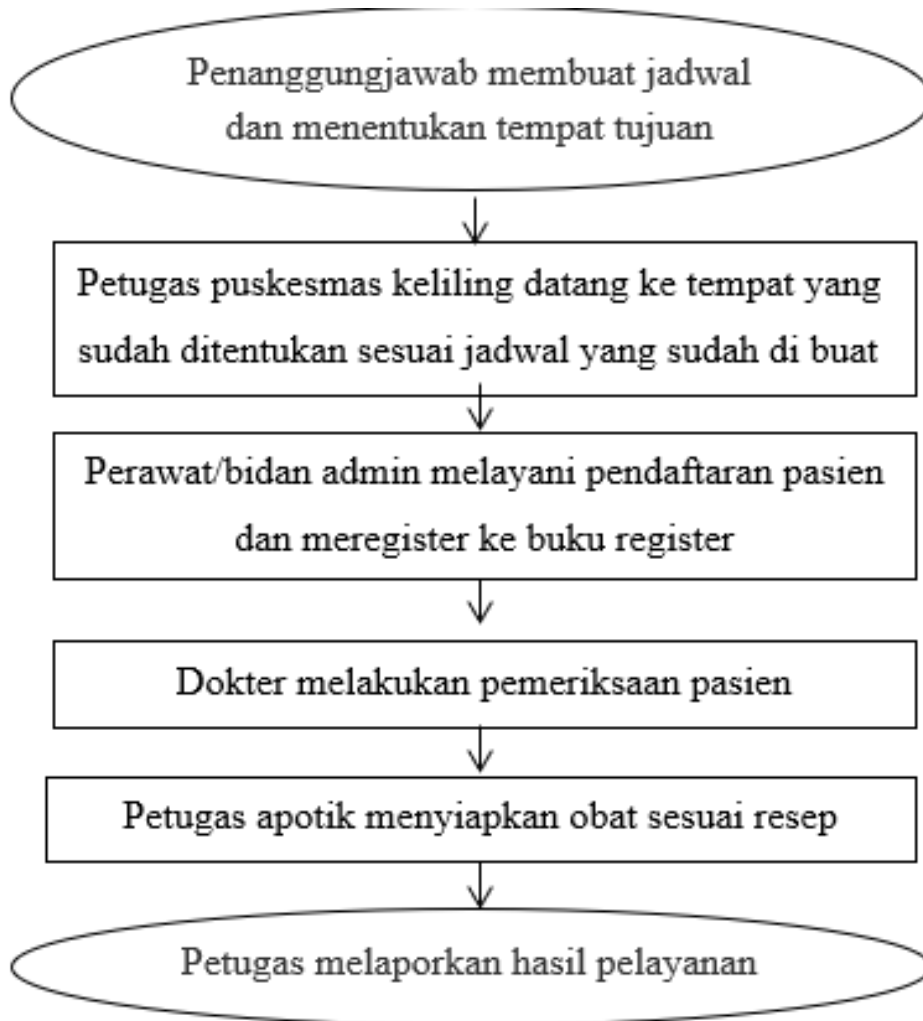 Penanggungjawab membuat jadwal
dan menentukan tempat tujuan
Petugas puskesmas keliling datang ke tempat yang
sudah ditentukan sesuai jadwal yang sudah di buat
Perawat/bidan admin melayani pendaftaran pasien
dan meregister ke buku register
Dokter melakukan pemeriksaan pasien
Petugas apotik menyiapkan obat sesuai resep
Petugas melaporkan hasil pelayanan